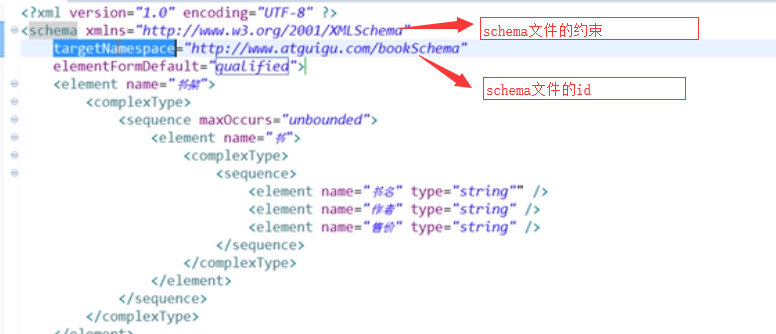 <?xml version="1.0" encoding="UTF-8" ?>
<schema xmlns="http://www.w3.org/2001/XMLSchema"
schema文件的约束
targetNamespace="http://www.atguigu.com/bookSchema"
elementFormDefault="qualified">
schema文件的id
<element name="书架">
<complexType>
<sequence maxOccurs="unbounded">
<element name="书">
<complexType>
<sequence>
<element name="书名" type="string"" />
<element name="作者" type="string" />
<element name="售价" type="string" />
</sequence>
</complexType>
</element>
</sequence>
</complexType>
</element>